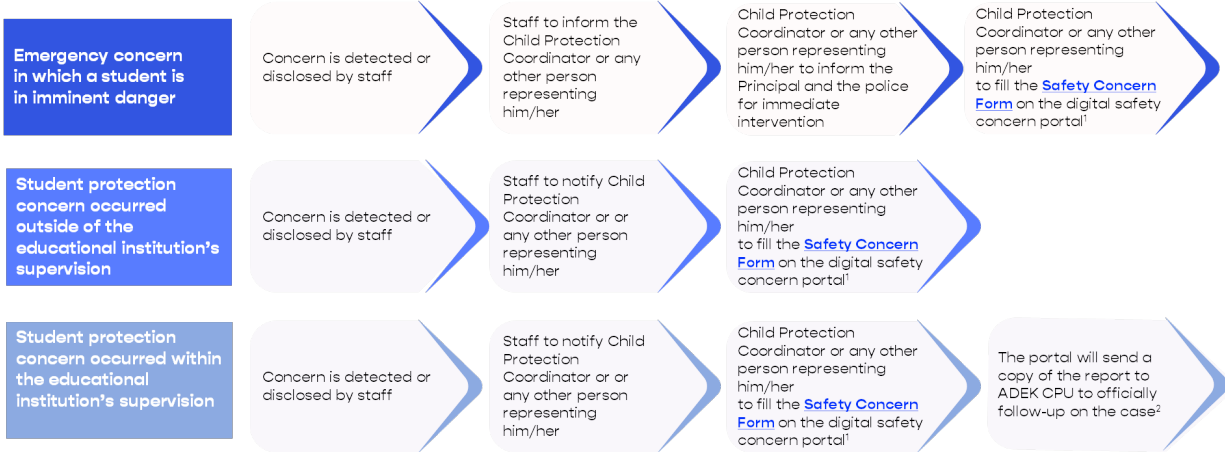 Emergency concern
in which a student is
in imminent danger
Concern is detected or
disclosed by staff
Staff to inform the
Child Protection
Coordinator or any
other person
representing
him/her
Child Protection
Coordinator or any other
person representing
him/her to inform the
Principal and the police
for immediate
intervention
Child Protection
Coordinator or any other
person representing
him/her
to fill the Safety Concern
Form on the digital safety
concern portal¹
Student protection
concern occurred
outside of the
educational institution's
supervision
Concern is detected or
disclosed by staff
Staff to notify Child
Protection
Coordinator or or
any other person
representing
him/her
Child Protection
Coordinator or any other
person representing
him/her
to fill the Safety Concern
Form on the digital safety
concern portal¹
Student protection
concern occurred within
the educational
institution's supervision
Concern is detected or
disclosed by staff
Staff to notify Child
Protection
Coordinator or or
any other person
representing
him/her
Child Protection
Coordinator or any other
person representing
him/her
to fill the Safety Concern
Form on the digital safety
concern portal¹
The portal will send a
copy of the report to
ADEK CPU to officially
follow-up on the case²